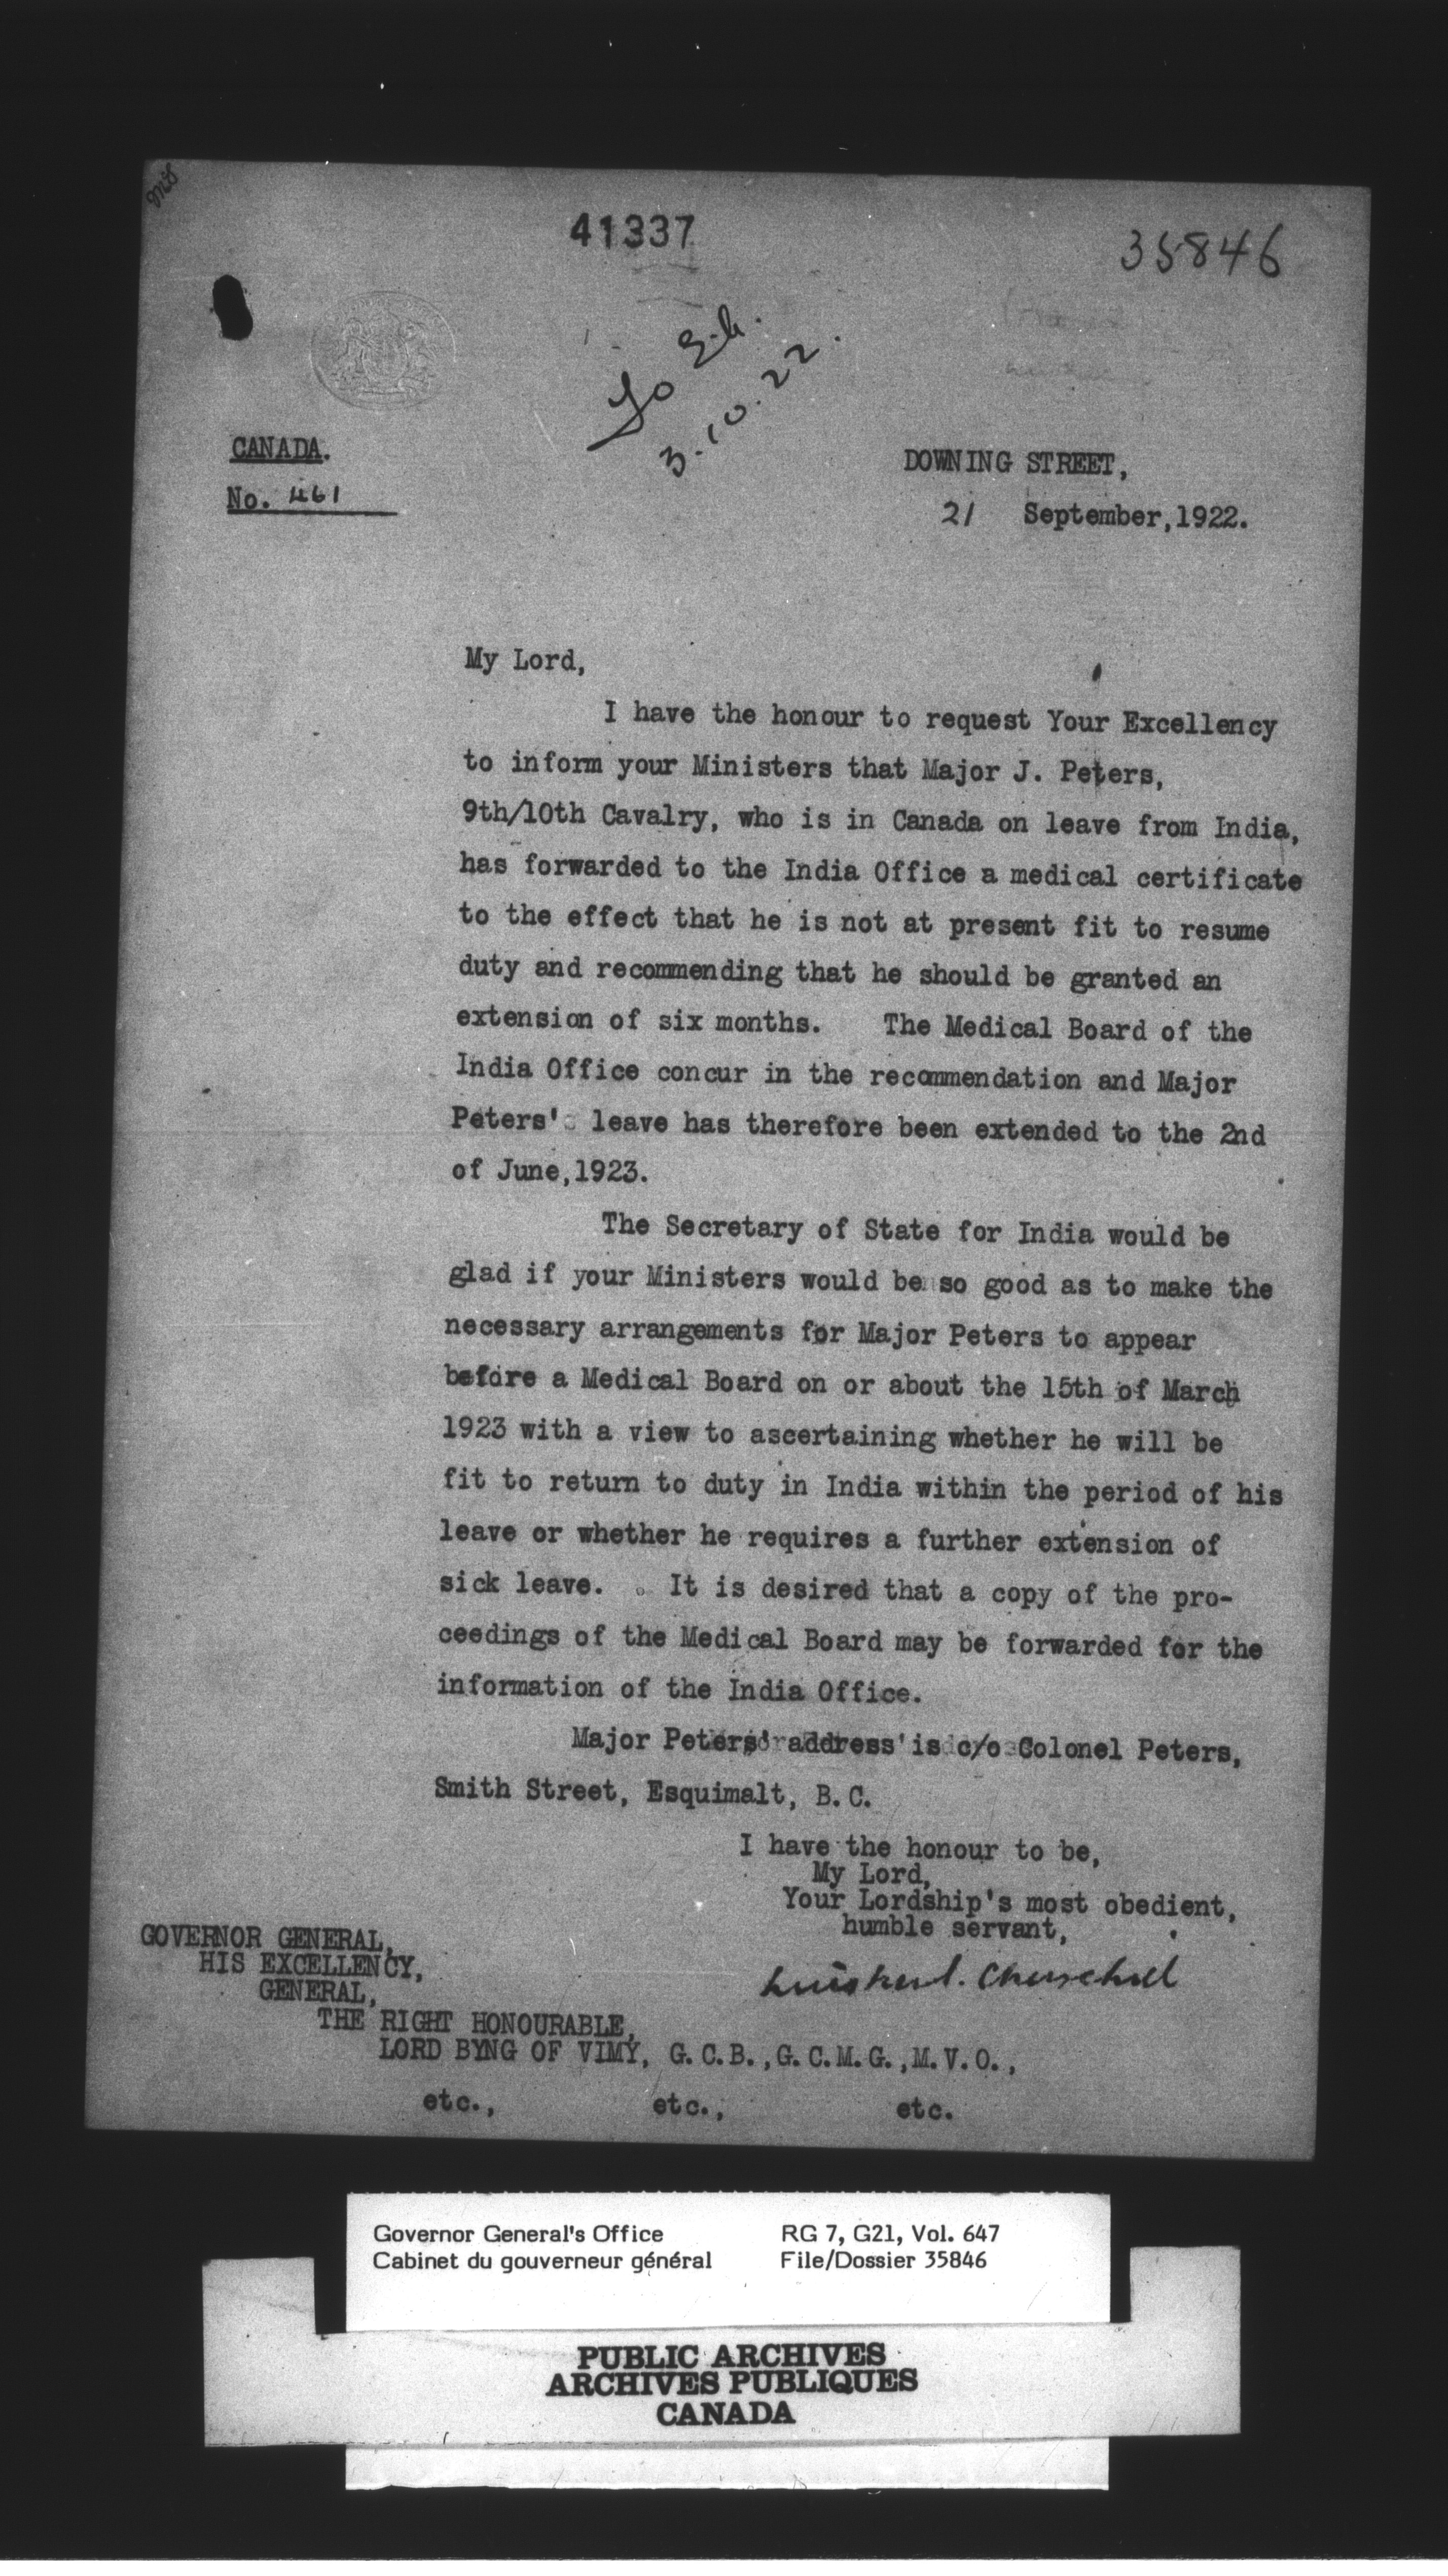 41337
35846
3.10.22.
CANADA.
No. 461
DOWNING STREET,
21 September, 1922.
My Lord,
I have the honour to request Your Excellency
to inform your Ministers that Major J. Peters,
9th/10th Cavalry, who is in Canada on leave from India,
has forwarded to the India Office a medical certificate
to the effect that he is not at present fit to resume
duty and recommending that he should be granted an
extension of six months. The Medical Board of the
India Office concur in the recommendation and Major
Peters' leave has therefore been extended to the 2nd
of June, 1923.
The Secretary of State for India would be
glad if your Ministers would be so good as to make the
necessary arrangements for Major Peters to appear
before a Medical Board on or about the 15th of March
1923 with a view to ascertaining whether he will be
fit to return to duty in India within the period of his
leave or whether he requires a further extension of
sick leave. It is desired that a copy of the pro-
ceedings of the Medical Board may be forwarded for the
information of the India Office.
Major Peters' address is c/o Colonel Peters,
Smith Street, Esquimalt, B.C.
I have the honour to be,
My Lord,
Your Lordship's most obedient,
humble servant,
Winston S. Churchill
GOVERNOR GENERAL,
HIS EXCELLENCY,
GENERAL,
THE RIGHT HONOURABLE,
LORD BYNG OF VIMY, G.C.B., G.C.M.G., M.V.O.,
etc., etc., etc.
Governor General's Office RG 7, G21, Vol. 647
Cabinet du gouverneur général File/Dossier 35846
PUBLIC ARCHIVES
ARCHIVES PUBLIQUES
CANADA